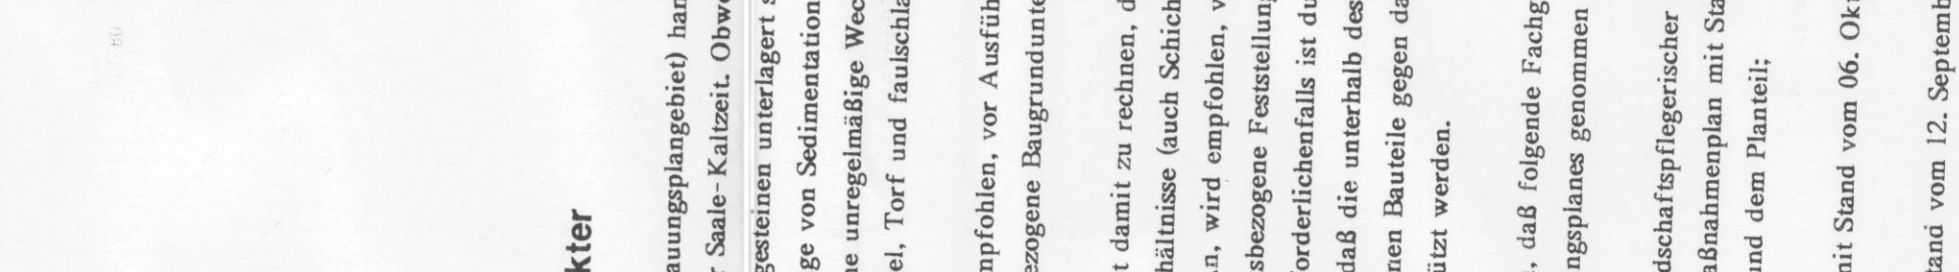 kter
auungsplangebiet) han
r Saale-Kaltzeit. Obwo
gesteinen unterlagert s
ge von Sedimentation
ne unregelmäßige Wec
el, Torf und faulschla
mpfohlen, vor Ausfüh
ezogene Baugrundunte
t damit zu rechnen, d
hältnisse (auch Schich
n, wird empfohlen, v
sbezogene Feststellung
forderlichenfalls ist du
daß die unterhalb des
nen Bauteile gegen da
ützt werden.
, daß folgende Fachg
ngsplanes genommen
dschaftspflegerischer
aßnahmenplan mit Sta
und dem Planteil;
mit Stand vom 06. Okt
tand vom 12. Septemb